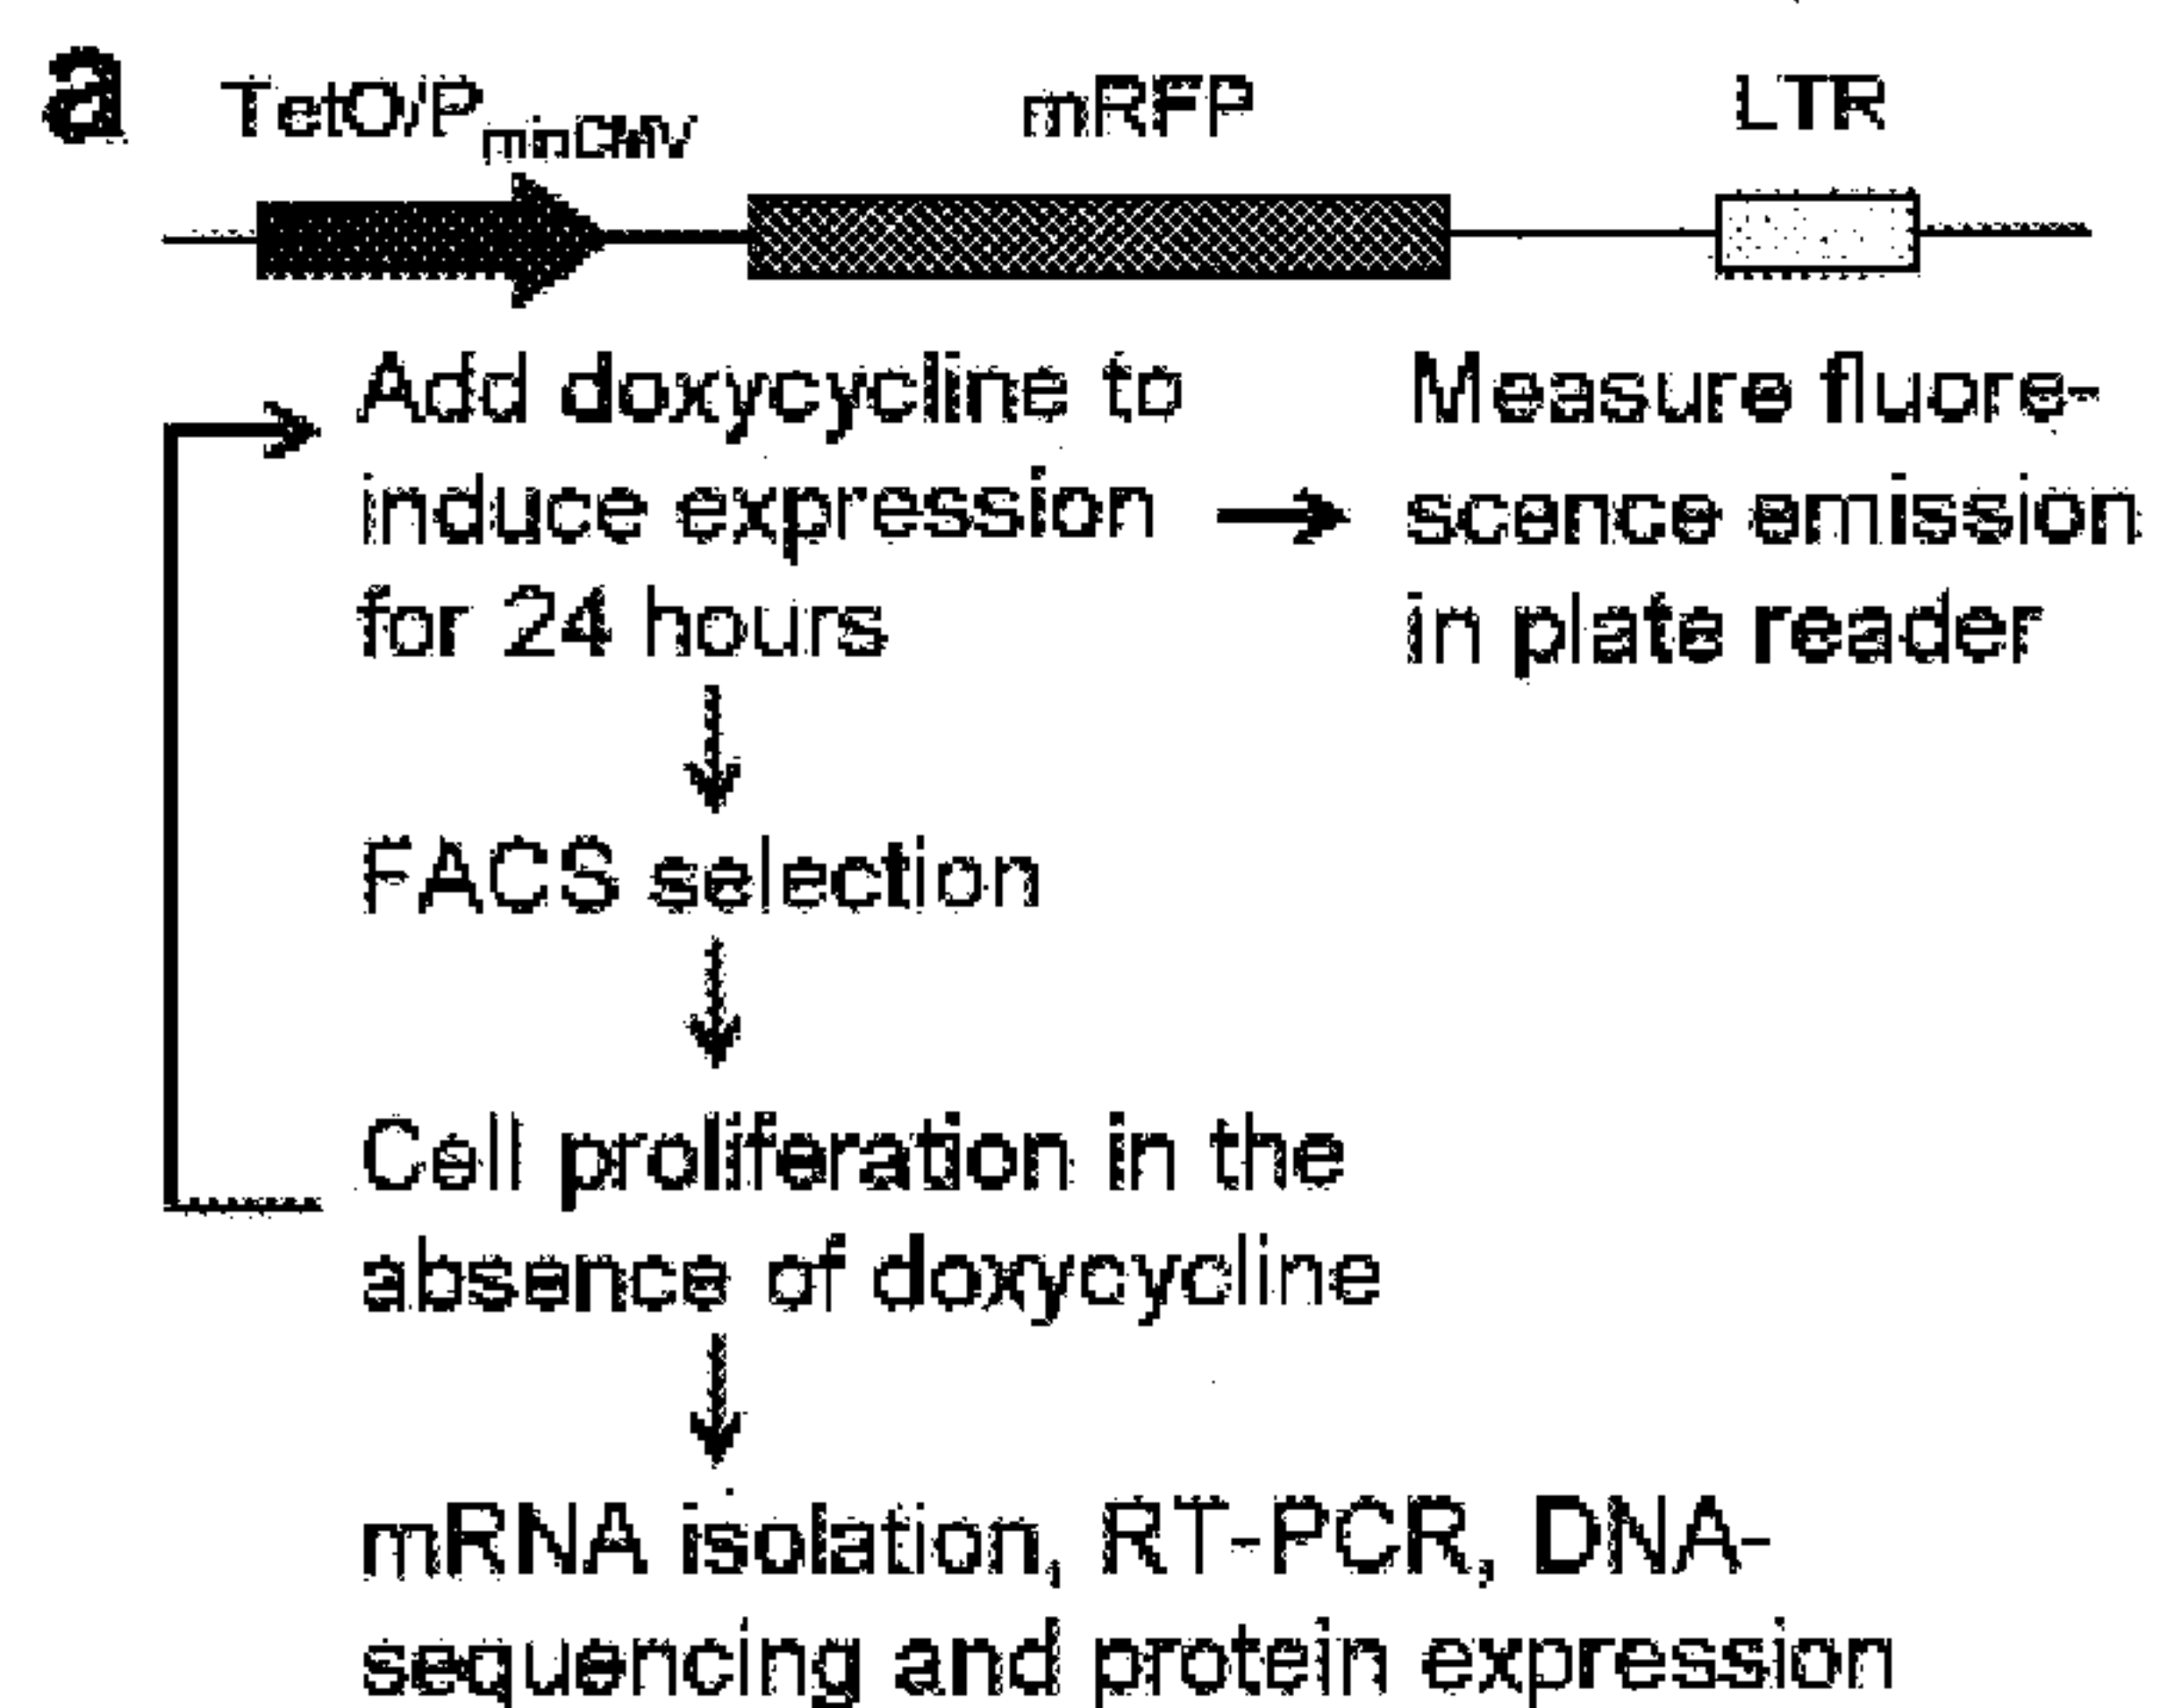 a
TetO/PminCMV
mRFP
LTR
Add doxycycline to
induce expression
for 24 hours
Measure fluore-
scence emission
in plate reader
FACS selection
Cell proliferation in the
absence of doxycycline
mRNA isolation, RT-PCR, DNA-
sequencing and protein expression